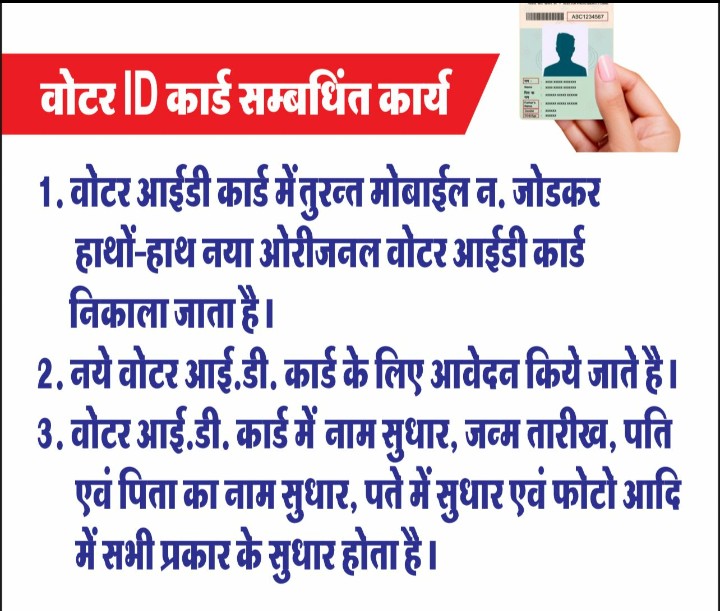 ASC1234567
वोटर ID कार्ड सम्बधिंत कार्य
1. वोटर आईडी कार्ड में तुरन्त मोबाईल न. जोडकर
हाथों-हाथ नया ओरीजनल वोटर आईडी कार्ड
निकाला जाता है।
2. नये वोटर आई.डी. कार्ड के लिए आवेदन किये जाते है।
3. वोटर आई.डी. कार्ड में नाम सुधार, जन्म तारीख, पति
एवं पिता का नाम सुधार, पते में सुधार एवं फोटो आदि
में सभी प्रकार के सुधार होता है।